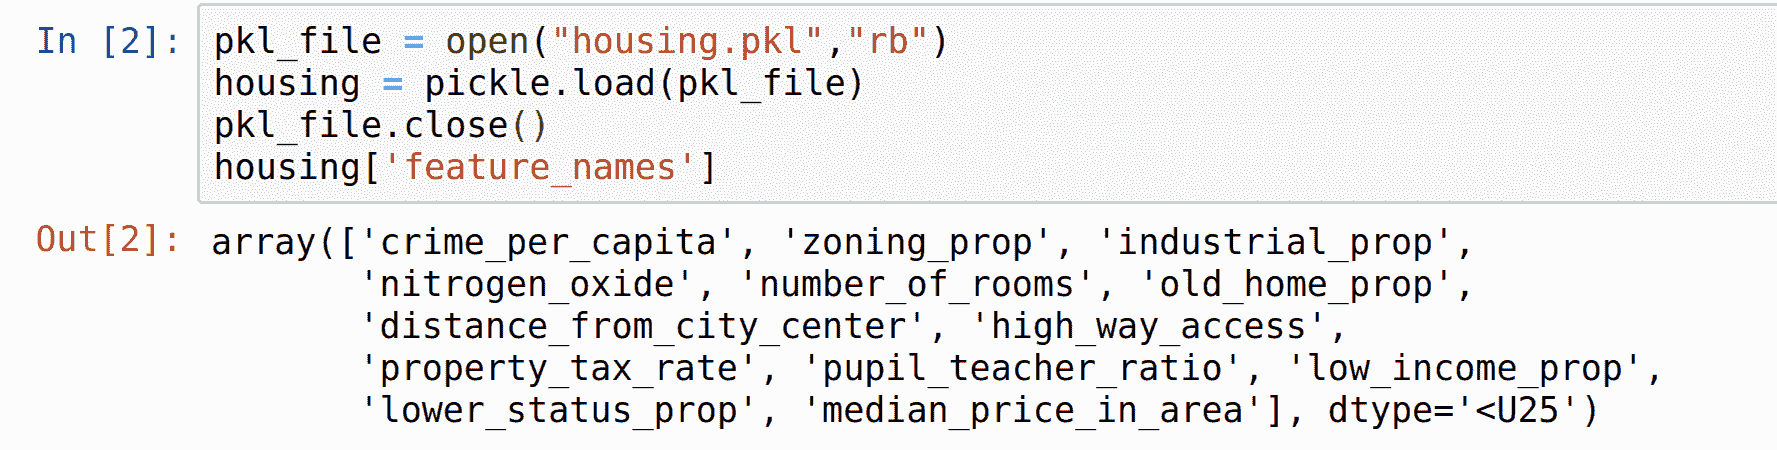 In [2]: pkl_file = open("housing.pkl","rb")
housing = pickle.load(pkl_file)
pkl_file.close()
housing['feature_names']
Out[2]: array(['crime_per_capita', 'zoning_prop', 'industrial_prop',
'nitrogen_oxide', 'number_of_rooms', 'old_home_prop',
'distance_from_city_center', 'high_way_access',
'property_tax_rate', 'pupil_teacher_ratio', 'low_income_prop',
'lower_status_prop', 'median_price_in_area'], dtype='<U25')